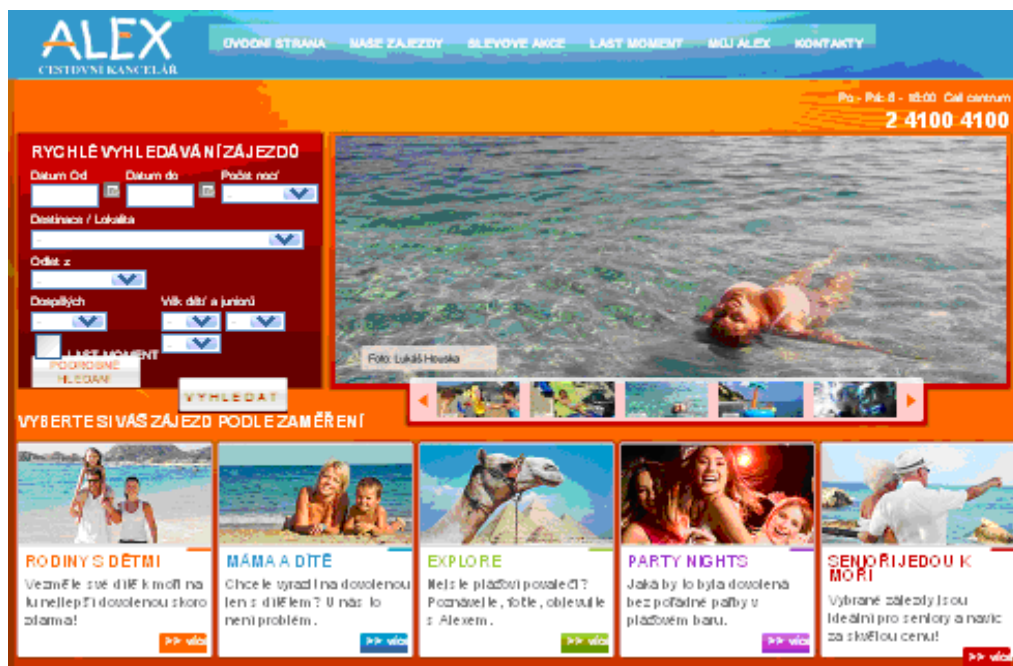 ALEX
CESTOVNÍ KANCELÁŘ
ÚVODNÍ STRANA NAŠE ZÁJEZDY SLEVOVÉ AKCE LAST MOMENT MŮJ ALEX KONTAKTY
Po - Pá: 8 - 18:00 Call centrum
2 4100 4100
RYCHLÉ VYHLEDÁVÁNÍ ZÁJEZDŮ
Datum Od Datum do Počet nocí
Destinace / Lokalita
Odlet z
Dospělých Věk dětí a juniorů
LAST MOMENT
PODROBNÉ
HLEDÁNÍ
VYHLEDAT
Foto: Lukáš Houska
VYBERTE SI VÁŠ ZÁJEZD PODLE ZAMĚŘENÍ
RODINY S DĚTMI
Vezměte své dítě k moři na
tu nejlepší dovolenou skoro
zdarma!
>> více
MÁMA A DÍTĚ
Chcete vyrazit na dovolenou
jen s dítětem? U nás to
není problém.
>> více
EXPLORE
Nejste plážoví povaleči?
Poznávejte, foťte, objevujte
s Alexem.
>> více
PARTY NIGHTS
Jaká by to byla dovolená
bez pořádné pařby v
plážovém baru.
>> více
SENIOŘI JEDOU K
MOŘI
Vybrané zájezdy jsou
ideální pro seniory a navíc
za skvělou cenu!
>> více